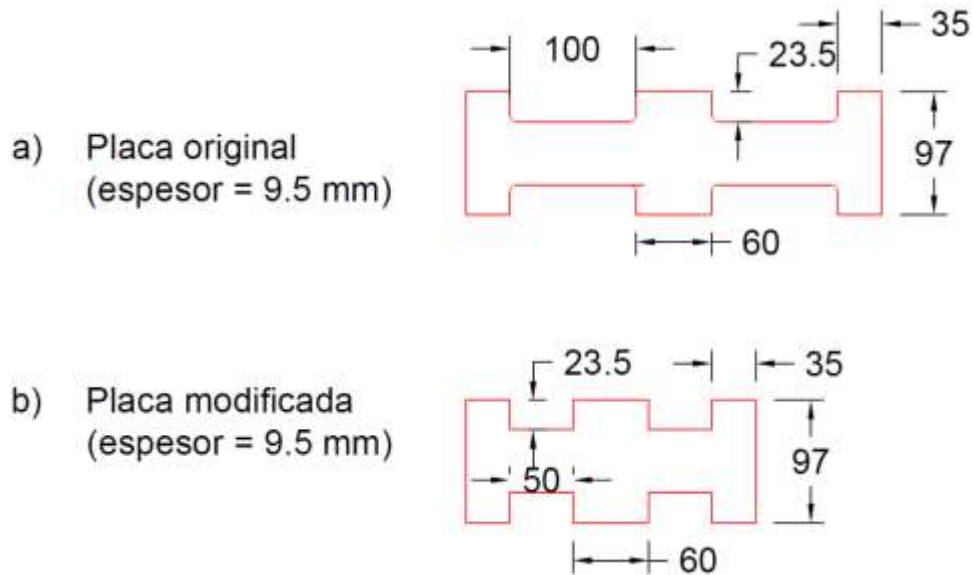 35
100
23.5
a) Placa original
(espesor = 9.5 mm)
97
60
23.5
35
b) Placa modificada
(espesor = 9.5 mm)
97
50
60